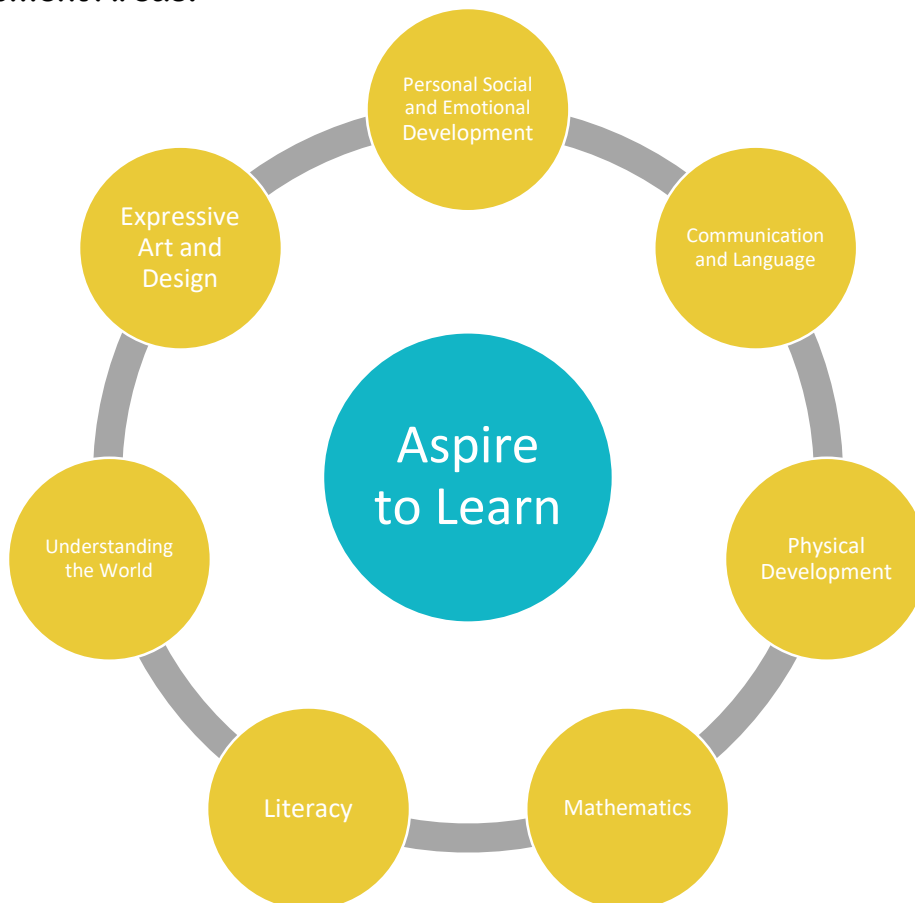 Personal Social
and Emotional
Development
Communication
and Language
Physical
Development
Mathematics
Literacy
Understanding
the World
Expressive
Art and
Design
Aspire
to Learn